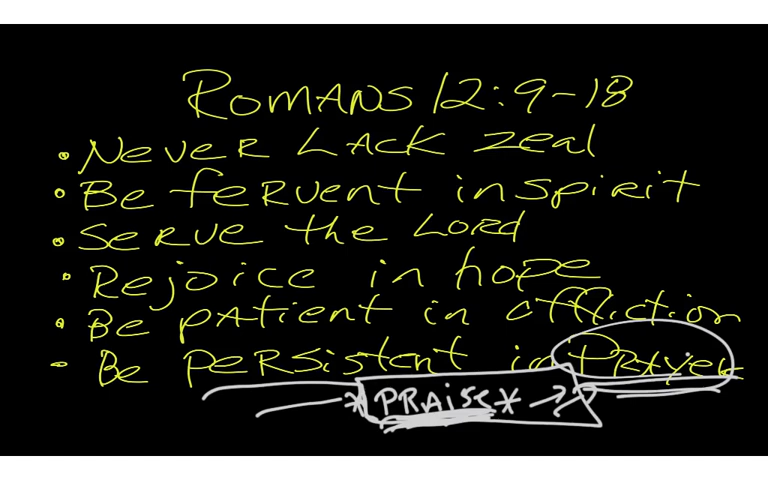 Romans 12:9-18
• Never lack zeal
• Be fervent in spirit
• Serve the Lord
• Rejoice in hope
• Be patient in affliction
• Be persistent in Prayer
*PRAISE*